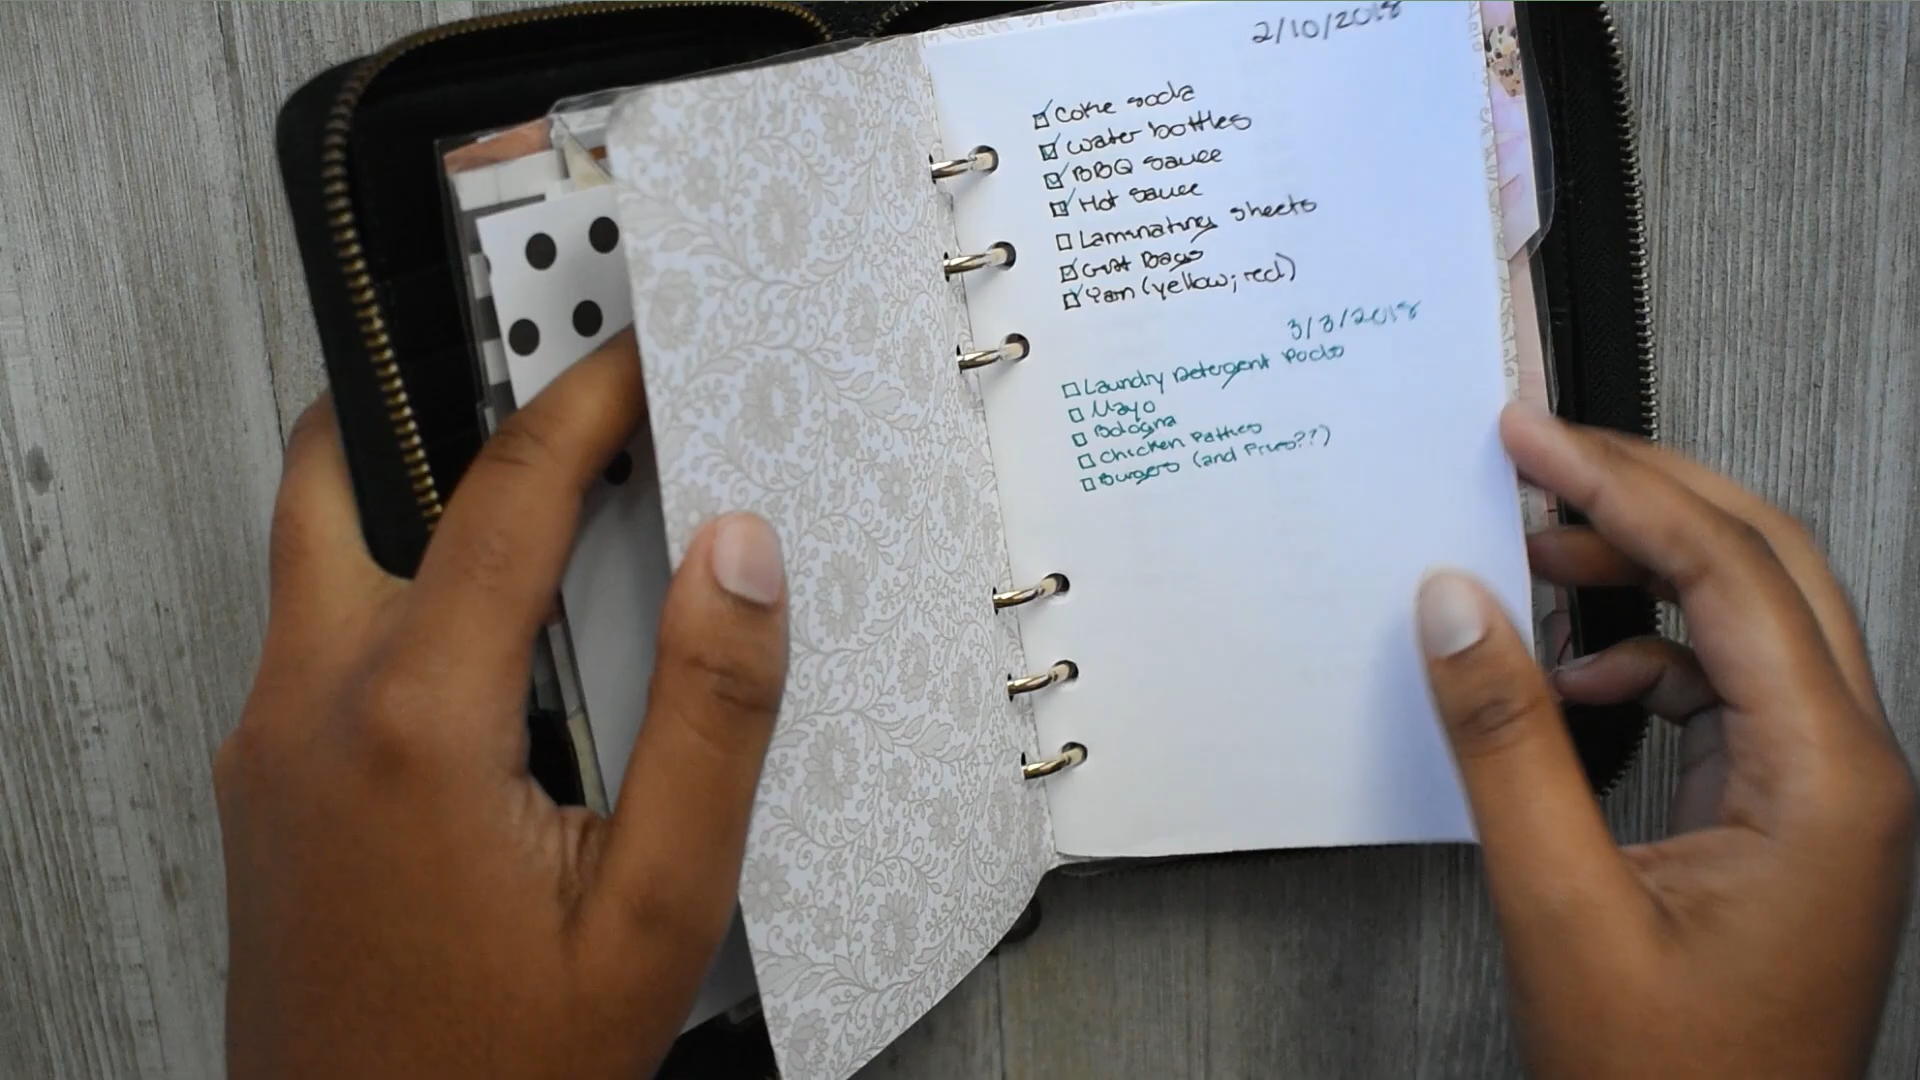 2/10/2018
Coke soda
Water bottles
BBQ Sauce
Hot Sauce
Laminating sheets
Gift Bags
Yarn (yellow; red)
3/3/2018
Laundry Detergent Pods
Mayo
Bologna
Chicken Patties
Burgers (and Fries??)